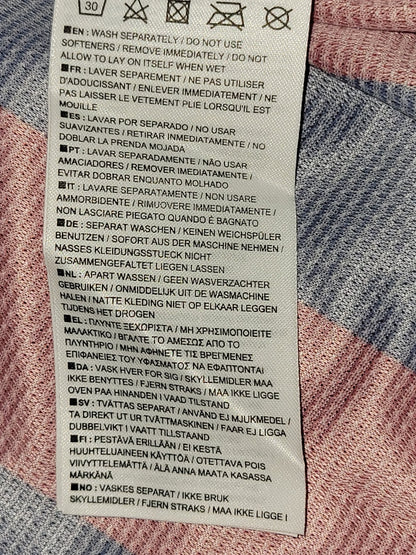 30
■EN: WASH SEPARATELY / DO NOT USE
SOFTENERS / REMOVE IMMEDIATELY / DO NOT
ALLOW TO LAY ON ITSELF WHEN WET
■FR : LAVER SEPAREMENT / NE PAS UTILISER
D'ADOUCISSANT / ENLEVER IMMEDIATEMENT / NE
PAS LAISSER LE VETEMENT PLIE LORSQU'IL EST
MOUILLE
■ES : LAVAR POR SEPARADO / NO USAR
SUAVIZANTES / RETIRAR INMEDIATAMENTE / NO
DOBLAR LA PRENDA MOJADA
■PT : LAVAR SEPARADAMENTE / NÃO USAR
AMACIADORES / REMOVER IMEDIATAMENTE /
EVITAR DOBRAR ENQUANTO MOLHADO
■IT : LAVARE SEPARATAMENTE / NON USARE
AMMORBIDENTE / RIMUOVERE IMMEDIATAMENTE /
NON LASCIARE PIEGATO QUANDO È BAGNATO
■DE : SEPARAT WASCHEN / KEINEN WEICHSPÜLER
BENUTZEN / SOFORT AUS DER MASCHINE NEHMEN /
NASSES KLEIDUNGSSTUECK NICHT
ZUSAMMENGEFALTET LIEGEN LASSEN
■NL : APART WASSEN / GEEN WASVERZACHTER
GEBRUIKEN / ONMIDDELIJK UIT DE WASMACHINE
HALEN / NATTE KLEDING NIET OP ELKAAR LEGGEN
TIJDENS HET DROGEN
■EL : ΠΛΥΝΤΕ ΞΕΧΩΡΙΣΤΑ / ΜΗ ΧΡΗΣΙΜΟΠΟΙΕΙΤΕ
ΜΑΛΑΚΤΙΚΟ / ΒΓΑΛΤΕ ΤΟ ΑΜΕΣΩΣ ΑΠΟ ΤΟ
ΠΛΥΝΤΗΡΙΟ / ΜΗΝ ΑΦΗΝΕΤΕ ΤΙΣ ΒΡΕΓΜΕΝΕΣ
ΕΠΙΦΑΝΕΙΕΣ ΤΟΥ ΥΦΑΣΜΑΤΟΣ ΝΑ ΕΦΑΠΤΟΝΤΑΙ
■DA : VASK HVER FOR SIG / SKYLLEMIDLER MAA
IKKE BENYTTES / FJERN STRAKS / MAA IKKE LIGGE
OVEN PAA HINANDEN I VAAD TILSTAND
■SV : TVÄTTAS SEPARAT / ANVÄND EJ MJUKMEDEL /
TA DIREKT UT UR TVÄTTMASKINEN / FAAR EJ LIGGA
DUBBELVIKT I VAATT TILLSTAAND
■FI : PESTÄVÄ ERILLÄÄN / EI KESTÄ
HUUHTELUAINEEN KÄYTTÖÄ / OTETTAVA POIS
VIIVYTTELEMÄTTÄ / ÄLÄ ANNA MAATA KASASSA
MÄRKÄNÄ
■NO : VASKES SEPARAT / IKKE BRUK
SKYLLEMIDLER / FJERN STRAKS / MAA IKKE LIGGE I